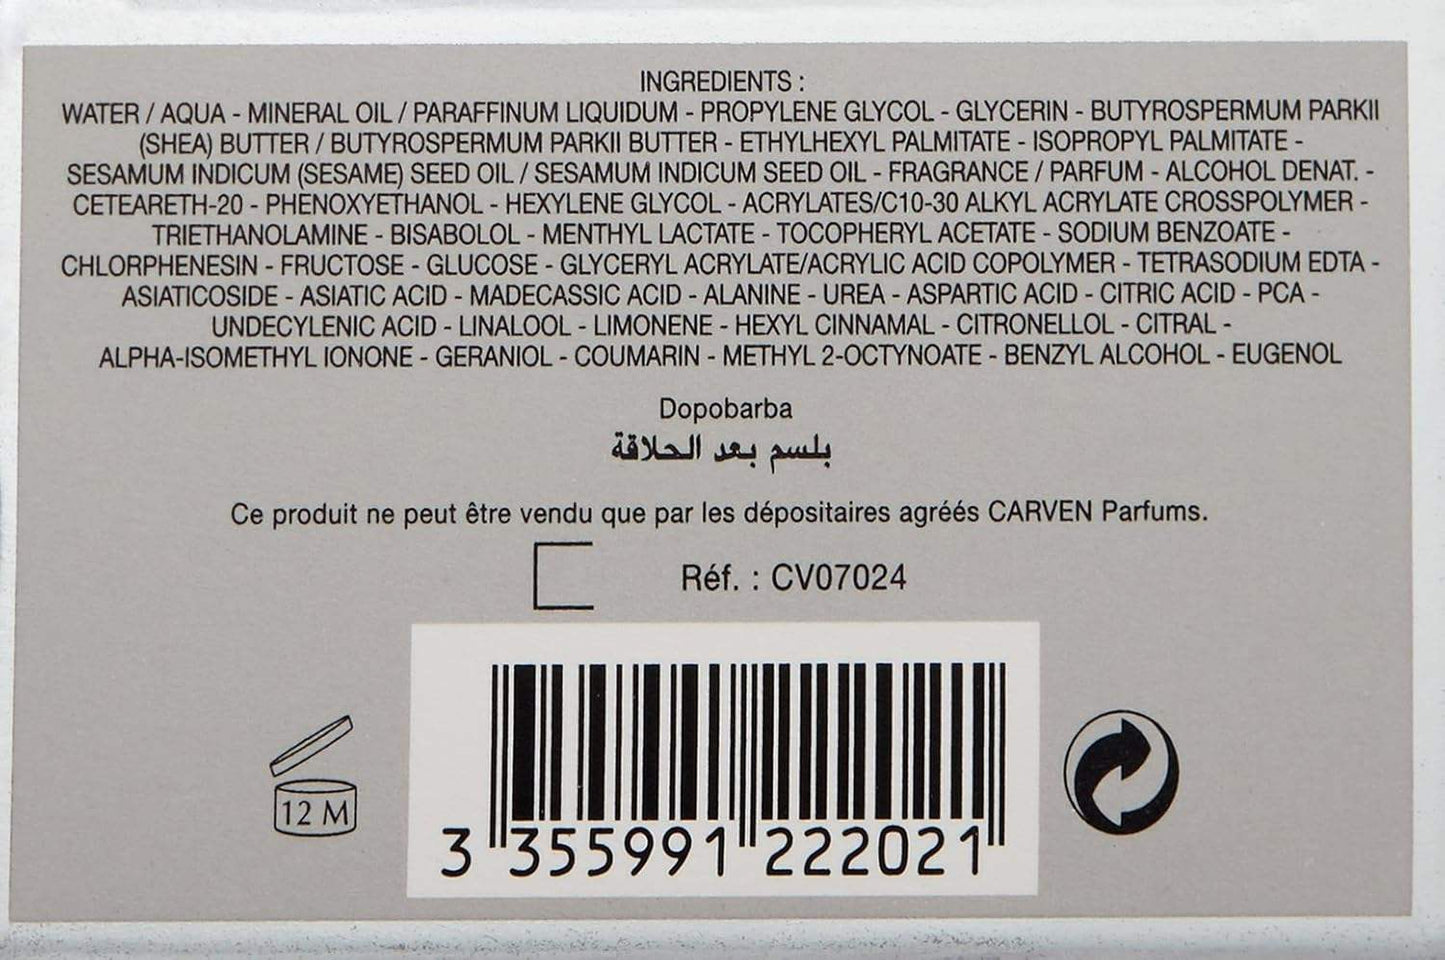 INGREDIENTS :
WATER / AQUA - MINERAL OIL / PARAFFINUM LIQUIDUM - PROPYLENE GLYCOL - GLYCERIN - BUTYROSPERMUM PARKII
(SHEA) BUTTER / BUTYROSPERMUM PARKII BUTTER - ETHYLHEXYL PALMITATE - ISOPROPYL PALMITATE -
SESAMUM INDICUM (SESAME) SEED OIL / SESAMUM INDICUM SEED OIL - FRAGRANCE / PARFUM - ALCOHOL DENAT. -
CETEARETH-20 - PHENOXYETHANOL - HEXYLENE GLYCOL - ACRYLATES/C10-30 ALKYL ACRYLATE CROSSPOLYMER -
TRIETHANOLAMINE - BISABOLOL - MENTHYL LACTATE - TOCOPHERYL ACETATE - SODIUM BENZOATE -
CHLORPHENESIN - FRUCTOSE - GLUCOSE - GLYCERYL ACRYLATE/ACRYLIC ACID COPOLYMER - TETRASODIUM EDTA -
ASIATICOSIDE - ASIATIC ACID - MADECASSIC ACID - ALANINE - UREA - ASPARTIC ACID - CITRIC ACID - PCA -
UNDECYLENIC ACID - LINALOOL - LIMONENE - HEXYL CINNAMAL - CITRONELLOL - CITRAL -
ALPHA-ISOMETHYL IONONE - GERANIOL - COUMARIN - METHYL 2-OCTYNOATE - BENZYL ALCOHOL - EUGENOL
Dopobarba
بلسم بعد الحلاقة
Ce produit ne peut être vendu que par les dépositaires agréés CARVEN Parfums.
Réf. : CV07024
12 M
3 355991 222021